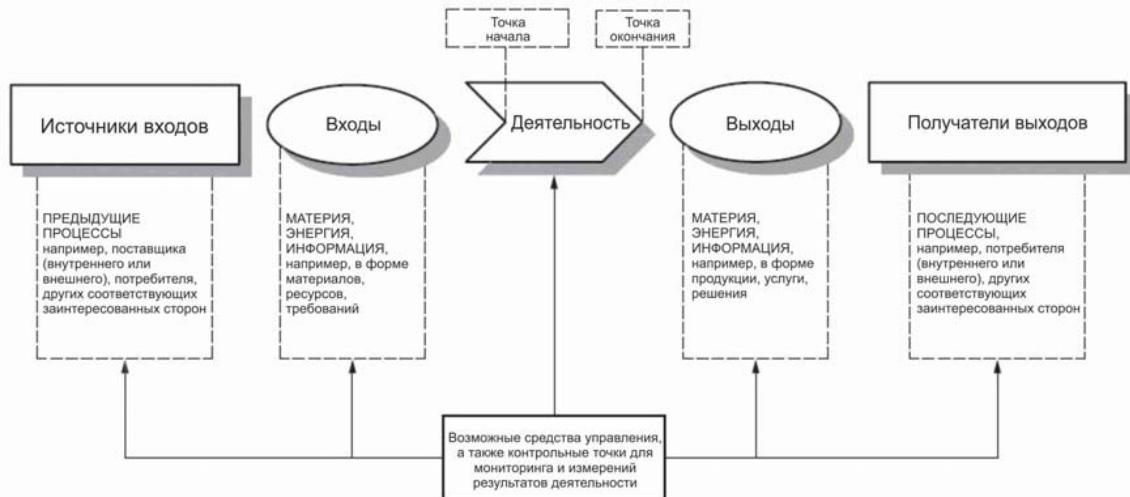 Точка
начала
Точка
окончания
Источники входов
Входы
Деятельность
Выходы
Получатели выходов
ПРЕДЫДУЩИЕ
ПРОЦЕССЫ
например, поставщика
(внутреннего или
внешнего), потребителя,
других соответствующих
заинтересованных сторон
МАТЕРИЯ,
ЭНЕРГИЯ,
ИНФОРМАЦИЯ,
например, в форме
материалов,
ресурсов,
требований
МАТЕРИЯ,
ЭНЕРГИЯ,
ИНФОРМАЦИЯ,
например, в форме
продукции, услуги,
решения
ПОСЛЕДУЮЩИЕ
ПРОЦЕССЫ,
например, потребителя
(внутреннего или
внешнего), других
соответствующих
заинтересованных сторон
Возможные средства управления,
а также контрольные точки для
мониторинга и измерений
результатов деятельности